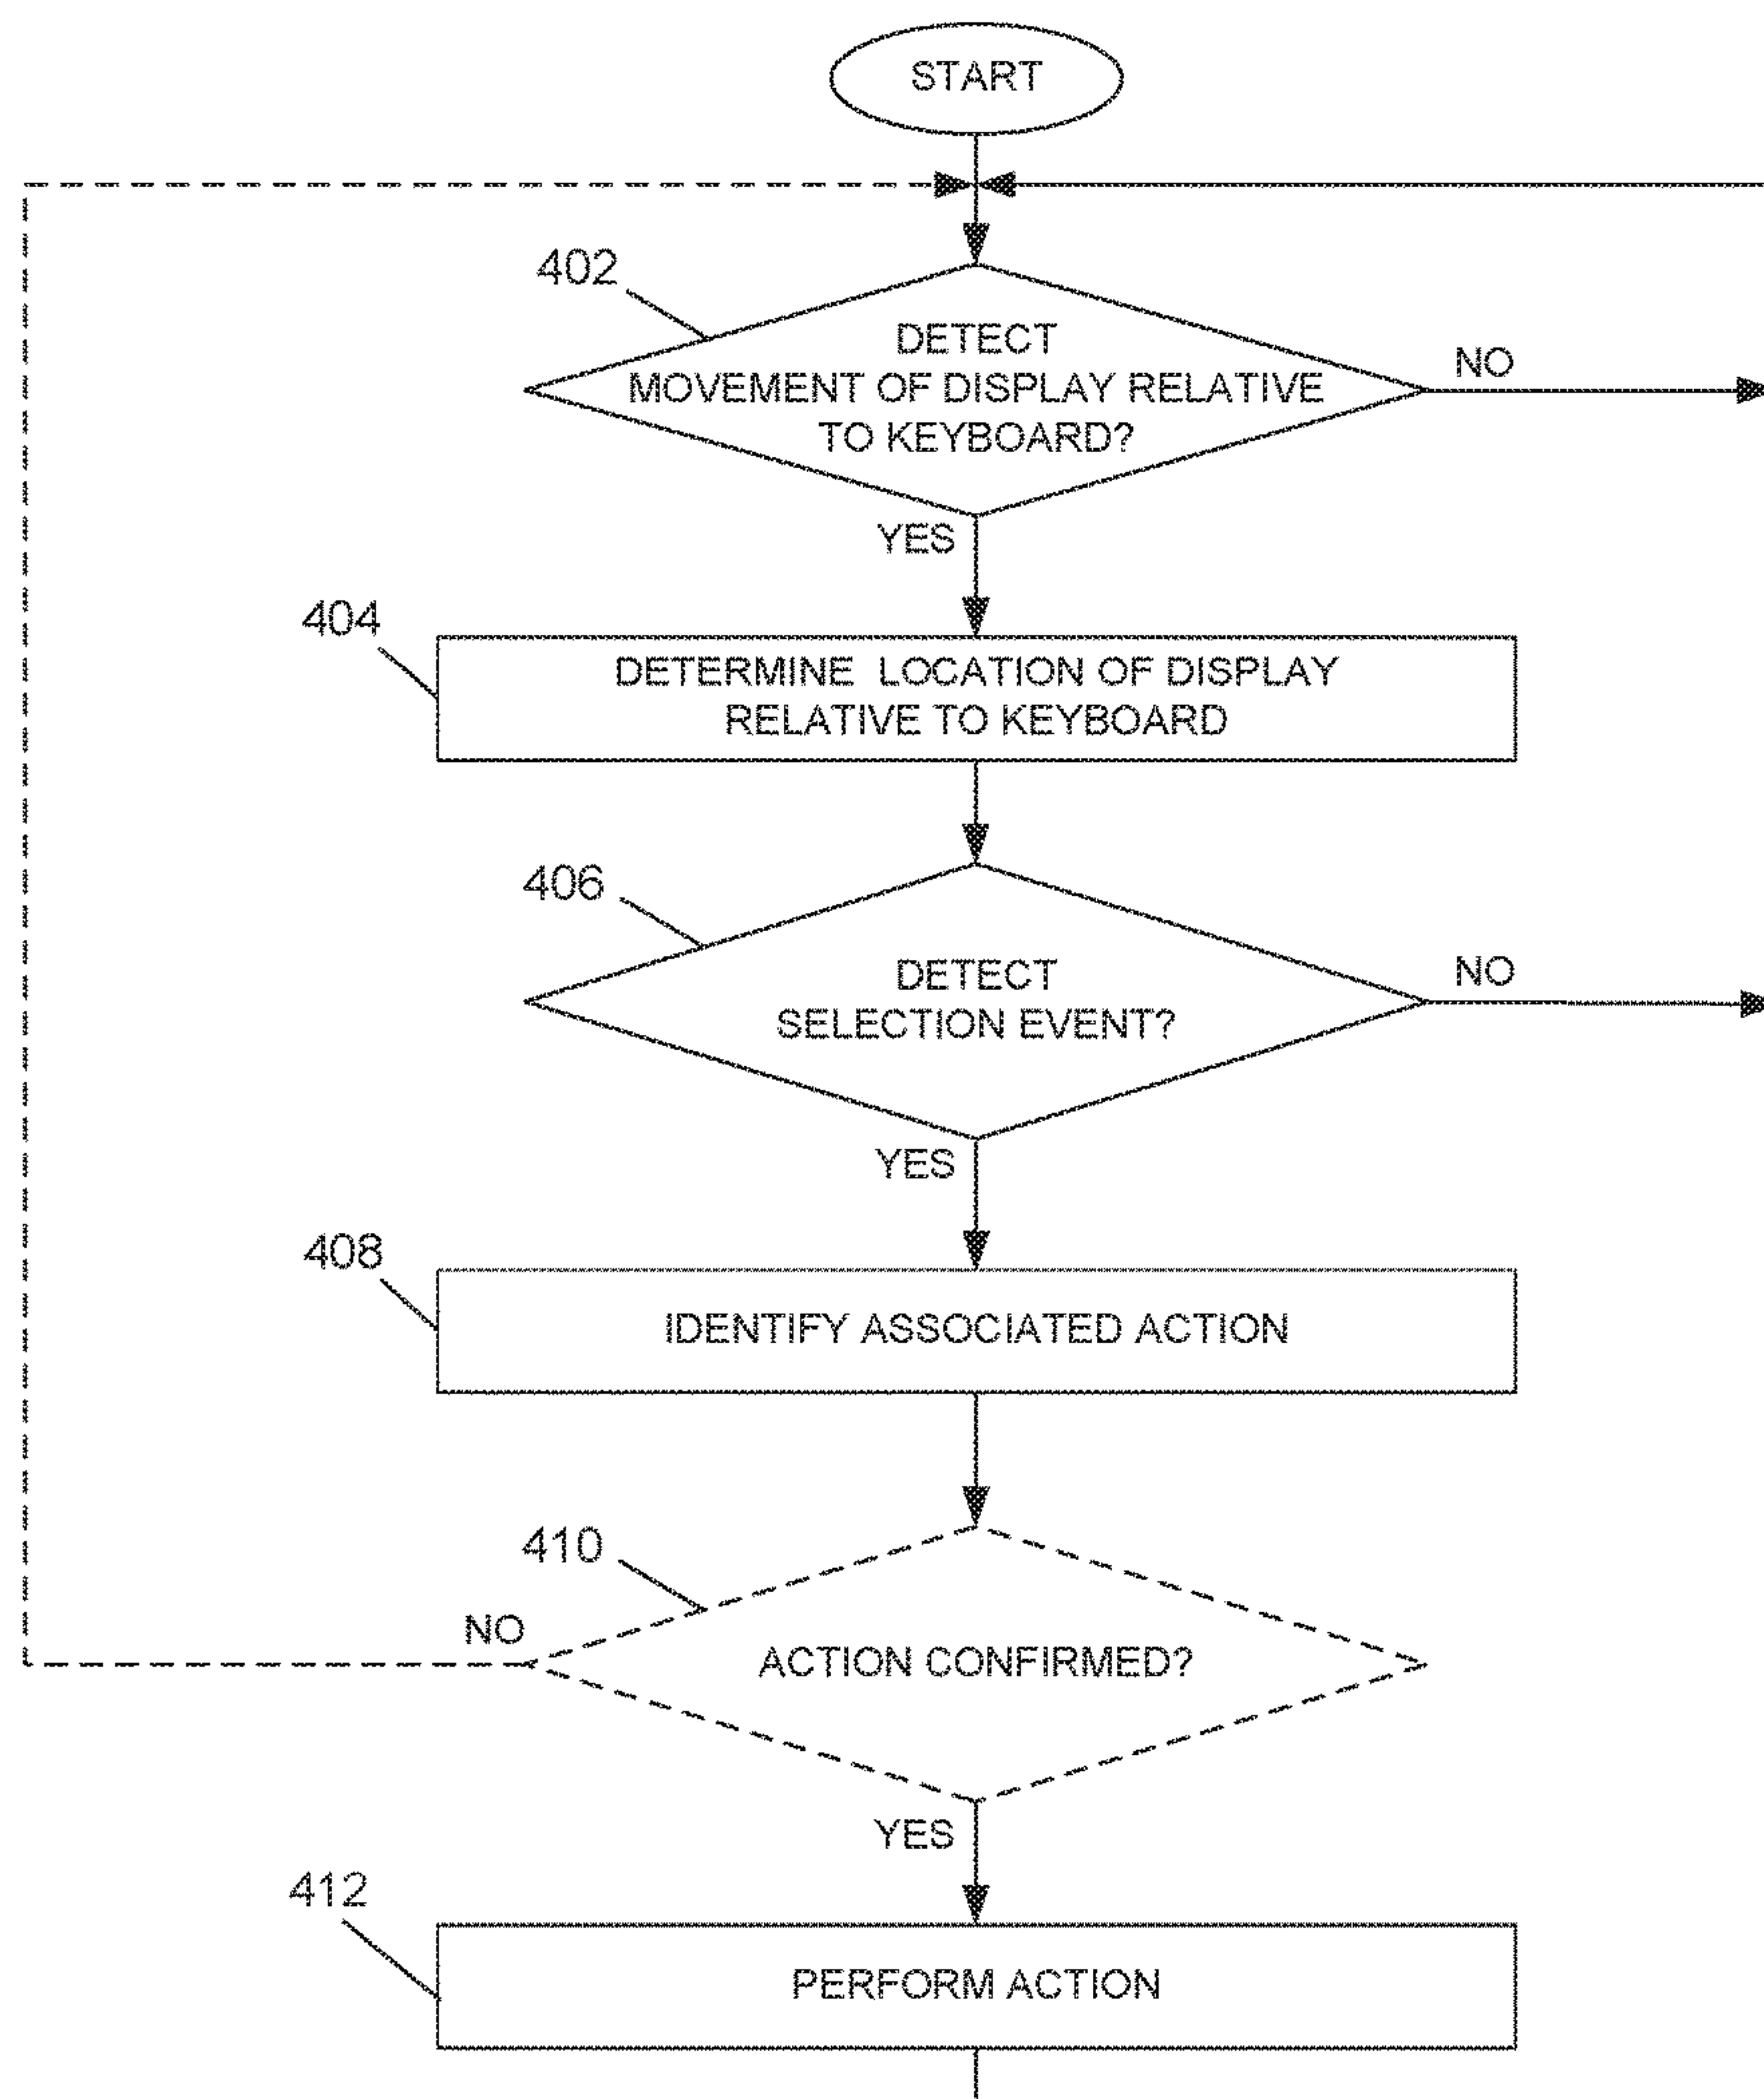 START
402
DETECT
MOVEMENT OF DISPLAY RELATIVE
TO KEYBOARD?
NO
YES
404
DETERMINE LOCATION OF DISPLAY
RELATIVE TO KEYBOARD
406
DETECT
SELECTION EVENT?
NO
YES
408
IDENTIFY ASSOCIATED ACTION
410
NO
ACTION CONFIRMED?
YES
412
PERFORM ACTION